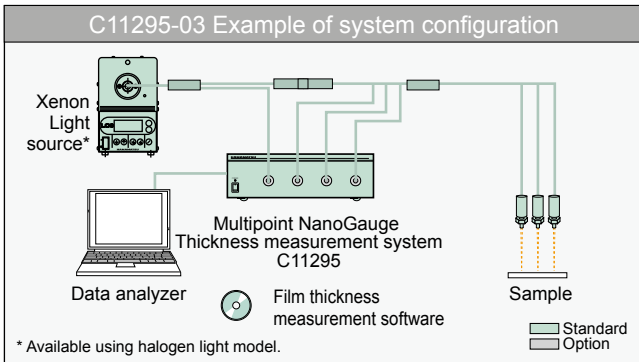 C11295-03 Example of system configuration
Xenon
Light
source*
Multipoint NanoGauge
Thickness measurement system
C11295
Data analyzer
Film thickness
measurement software
Sample
Standard
Option
* Available using halogen light model.